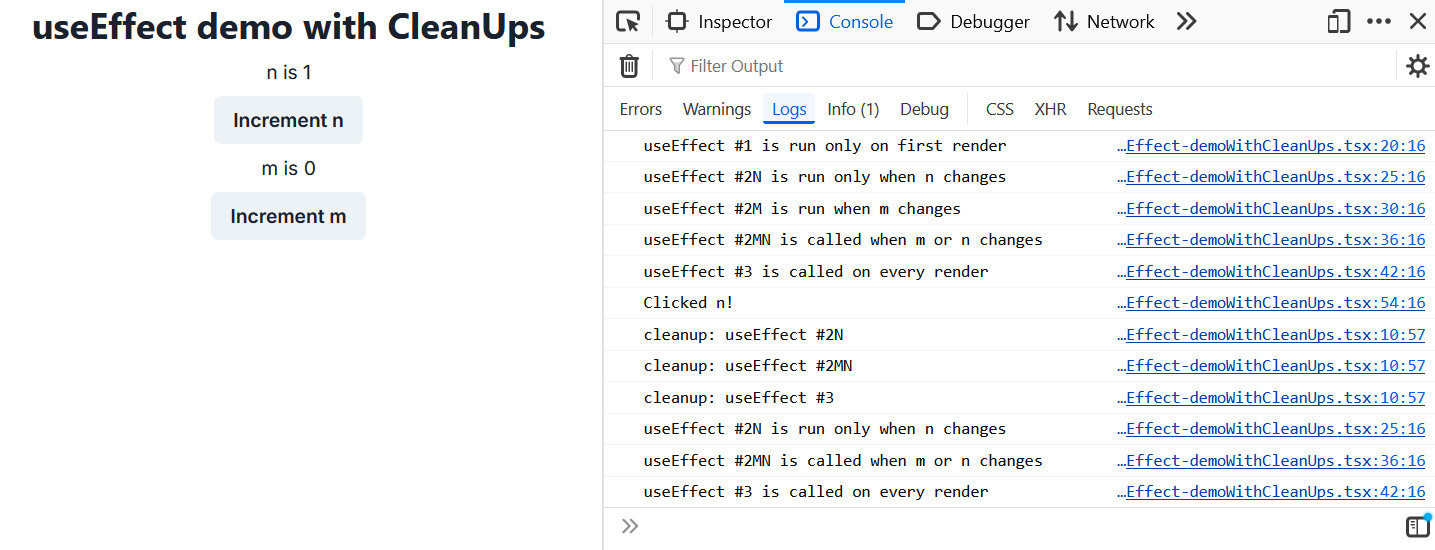 useEffect demo with CleanUps
n is 1
Increment n
m is 0
Increment m
Inspector Console Debugger Network
Filter Output
Errors Warnings Logs Info (1) Debug CSS XHR Requests
useEffect #1 is run only on first render …Effect-demoWithCleanUps.tsx:20:16
useEffect #2N is run only when n changes …Effect-demoWithCleanUps.tsx:25:16
useEffect #2M is run when m changes …Effect-demoWithCleanUps.tsx:30:16
useEffect #2MN is called when m or n changes …Effect-demoWithCleanUps.tsx:36:16
useEffect #3 is called on every render …Effect-demoWithCleanUps.tsx:42:16
Clicked n! …Effect-demoWithCleanUps.tsx:54:16
cleanup: useEffect #2N …Effect-demoWithCleanUps.tsx:10:57
cleanup: useEffect #2MN …Effect-demoWithCleanUps.tsx:10:57
cleanup: useEffect #3 …Effect-demoWithCleanUps.tsx:10:57
useEffect #2N is run only when n changes …Effect-demoWithCleanUps.tsx:25:16
useEffect #2MN is called when m or n changes …Effect-demoWithCleanUps.tsx:36:16
useEffect #3 is called on every render …Effect-demoWithCleanUps.tsx:42:16